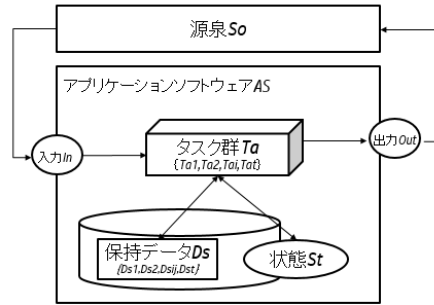 源泉So
アプリケーションソフトウェアAS
入力In
タスク群Ta
{Ta1,Ta2,Tai,Tat}
出力Out
保持データDs
{Ds1,Ds2,Dsij,Dst}
状態St